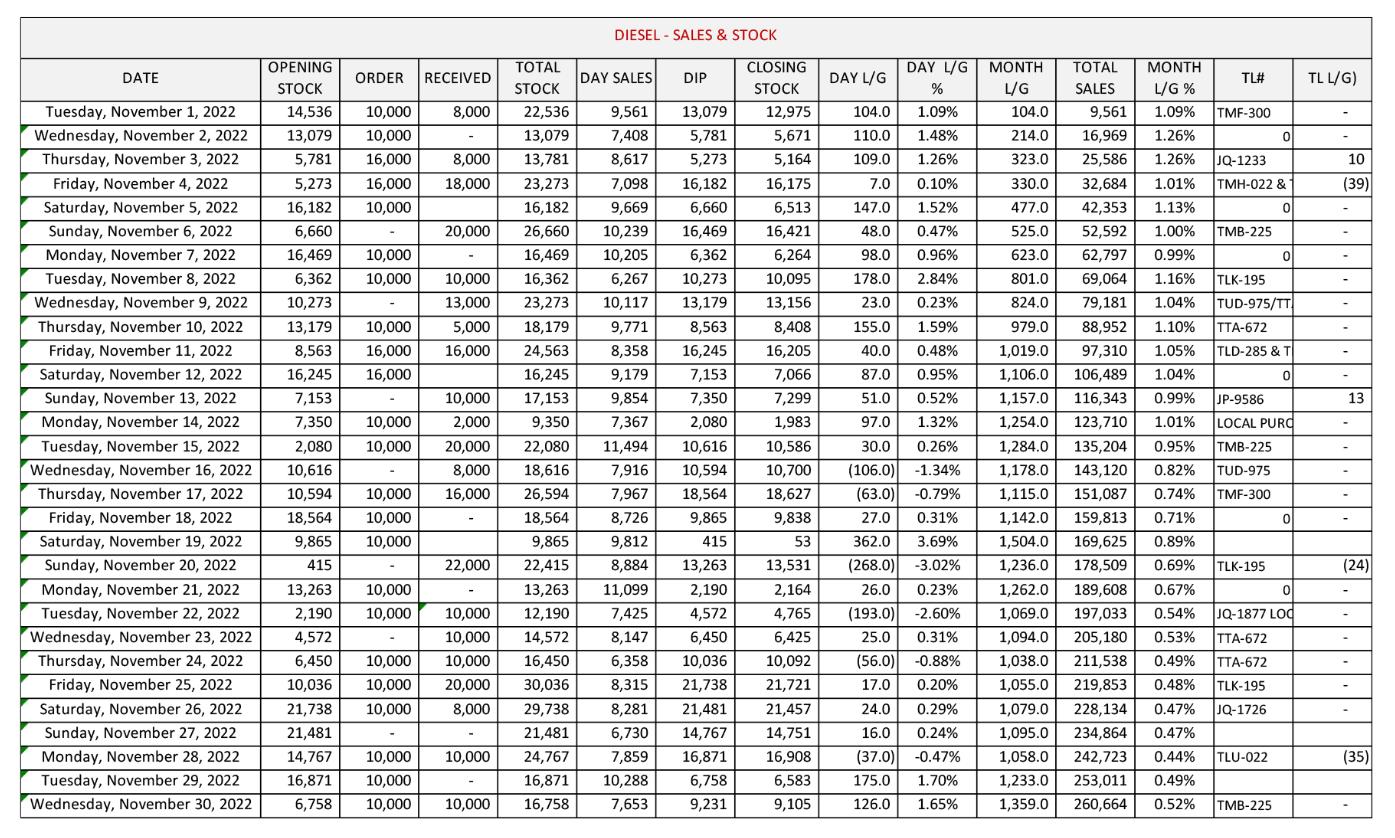 DIESEL - SALES & STOCK
DATE OPENING STOCK ORDER RECEIVED TOTAL STOCK DAY SALES DIP CLOSING STOCK DAY L/G DAY L/G % MONTH L/G TOTAL SALES MONTH L/G % TL# TL L/G)
Tuesday, November 1, 2022 14,536 10,000 8,000 22,536 9,561 13,079 12,975 104.0 1.09% 104.0 9,561 1.09% TMF-300 -
Wednesday, November 2, 2022 13,079 10,000 - 13,079 7,408 5,781 5,671 110.0 1.48% 214.0 16,969 1.26% 0 -
Thursday, November 3, 2022 5,781 16,000 8,000 13,781 8,617 5,273 5,164 109.0 1.26% 323.0 25,586 1.26% JQ-1233 10
Friday, November 4, 2022 5,273 16,000 18,000 23,273 7,098 16,182 16,175 7.0 0.10% 330.0 32,684 1.01% TMH-022 & (39)
Saturday, November 5, 2022 16,182 10,000 16,182 9,669 6,660 6,513 147.0 1.52% 477.0 42,353 1.13% 0 -
Sunday, November 6, 2022 6,660 - 20,000 26,660 10,239 16,469 16,421 48.0 0.47% 525.0 52,592 1.00% TMB-225 -
Monday, November 7, 2022 16,469 10,000 - 16,469 10,205 6,362 6,264 98.0 0.96% 623.0 62,797 0.99% 0 -
Tuesday, November 8, 2022 6,362 10,000 10,000 16,362 6,267 10,273 10,095 178.0 2.84% 801.0 69,064 1.16% TLK-195 -
Wednesday, November 9, 2022 10,273 - 13,000 23,273 10,117 13,179 13,156 23.0 0.23% 824.0 79,181 1.04% TUD-975/TT -
Thursday, November 10, 2022 13,179 10,000 5,000 18,179 9,771 8,563 8,408 155.0 1.59% 979.0 88,952 1.10% TTA-672 -
Friday, November 11, 2022 8,563 16,000 16,000 24,563 8,358 16,245 16,205 40.0 0.48% 1,019.0 97,310 1.05% TLD-285 & T -
Saturday, November 12, 2022 16,245 16,000 16,245 9,179 7,153 7,066 87.0 0.95% 1,106.0 106,489 1.04% 0 -
Sunday, November 13, 2022 7,153 - 10,000 17,153 9,854 7,350 7,299 51.0 0.52% 1,157.0 116,343 0.99% JP-9586 13
Monday, November 14, 2022 7,350 10,000 2,000 9,350 7,367 2,080 1,983 97.0 1.32% 1,254.0 123,710 1.01% LOCAL PURC -
Tuesday, November 15, 2022 2,080 10,000 20,000 22,080 11,494 10,616 10,586 30.0 0.26% 1,284.0 135,204 0.95% TMB-225 -
Wednesday, November 16, 2022 10,616 - 8,000 18,616 7,916 10,594 10,700 (106.0) -1.34% 1,178.0 143,120 0.82% TUD-975 -
Thursday, November 17, 2022 10,594 10,000 16,000 26,594 7,967 18,564 18,627 (63.0) -0.79% 1,115.0 151,087 0.74% TMF-300 -
Friday, November 18, 2022 18,564 10,000 - 18,564 8,726 9,865 9,838 27.0 0.31% 1,142.0 159,813 0.71% 0 -
Saturday, November 19, 2022 9,865 10,000 9,865 9,812 415 53 362.0 3.69% 1,504.0 169,625 0.89% -
Sunday, November 20, 2022 415 - 22,000 22,415 8,884 13,263 13,531 (268.0) -3.02% 1,236.0 178,509 0.69% TLK-195 (24)
Monday, November 21, 2022 13,263 10,000 - 13,263 11,099 2,190 2,164 26.0 0.23% 1,262.0 189,608 0.67% 0 -
Tuesday, November 22, 2022 2,190 10,000 10,000 12,190 7,425 4,572 4,765 (193.0) -2.60% 1,069.0 197,033 0.54% JQ-1877 LOC -
Wednesday, November 23, 2022 4,572 - 10,000 14,572 8,147 6,450 6,425 25.0 0.31% 1,094.0 205,180 0.53% TTA-672 -
Thursday, November 24, 2022 6,450 10,000 10,000 16,450 6,358 10,036 10,092 (56.0) -0.88% 1,038.0 211,538 0.49% TTA-672 -
Friday, November 25, 2022 10,036 10,000 20,000 30,036 8,315 21,738 21,721 17.0 0.20% 1,055.0 219,853 0.48% TLK-195 -
Saturday, November 26, 2022 21,738 10,000 8,000 29,738 8,281 21,481 21,457 24.0 0.29% 1,079.0 228,134 0.47% JQ-1726 -
Sunday, November 27, 2022 21,481 - - 21,481 6,730 14,767 14,751 16.0 0.24% 1,095.0 234,864 0.47% -
Monday, November 28, 2022 14,767 10,000 10,000 24,767 7,859 16,871 16,908 (37.0) -0.47% 1,058.0 242,723 0.44% TLU-022 (35)
Tuesday, November 29, 2022 16,871 10,000 - 16,871 10,288 6,758 6,583 175.0 1.70% 1,233.0 253,011 0.49% -
Wednesday, November 30, 2022 6,758 10,000 10,000 16,758 7,653 9,231 9,105 126.0 1.65% 1,359.0 260,664 0.52% TMB-225 -